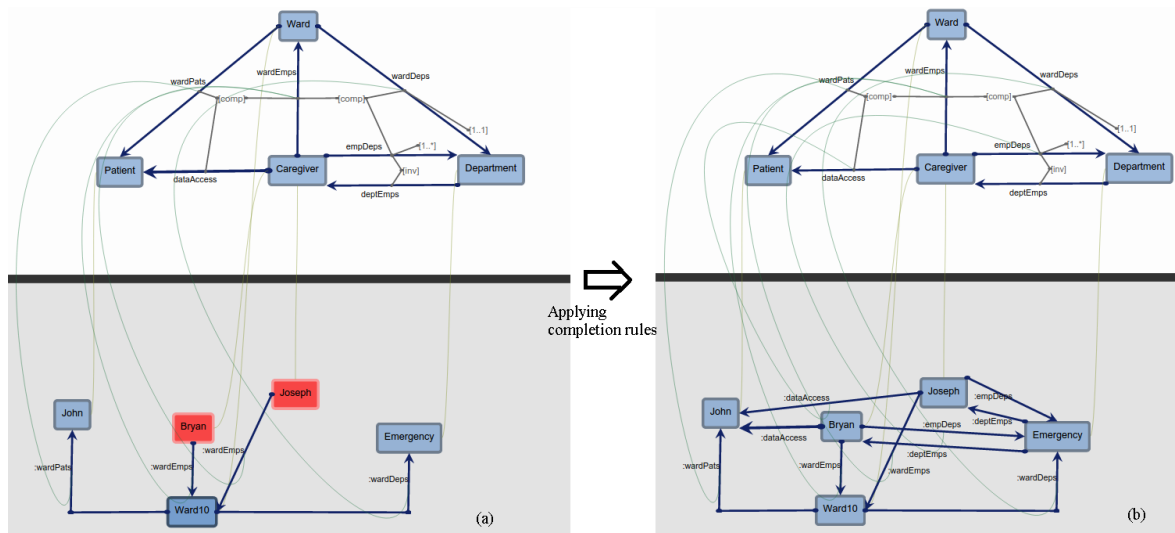 Ward
wardPats
wardEmps
wardDeps
[comp]
[comp]
[1..1]
[1..*]
empDeps
Patient
Caregiver
Department
[inv]
dataAccess
deptEmps
Joseph
John
Bryan
Emergency
:wardPats
:wardEmps
:wardEmps
:wardDeps
Ward10
(a)
Applying
completion rules
Ward
wardPats
wardEmps
wardDeps
[comp]
[comp]
[1..1]
[1..*]
empDeps
Patient
Caregiver
Department
[inv]
dataAccess
deptEmps
Joseph
:dataAccess
:empDeps
John
:deptEmps
Bryan
:empDeps
Emergency
:dataAccess
:deptEmps
:wardPats
:wardEmps
:wardEmps
:wardDeps
Ward10
(b)